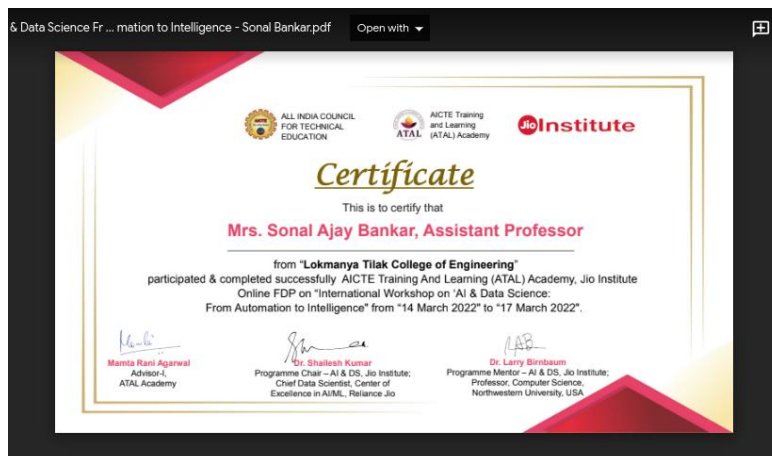 & Data Science Fr ... mation to Intelligence - Sonal Bankar.pdf
Open with
ALL INDIA COUNCIL
FOR TECHNICAL
EDUCATION
ATAL
AICTE Training
and Learning
(ATAL) Academy
Jio Institute
Certificate
This is to certify that
Mrs. Sonal Ajay Bankar, Assistant Professor
from "Lokmanya Tilak College of Engineering"
participated & completed successfully AICTE Training And Learning (ATAL) Academy, Jio Institute
Online FDP on "International Workshop on 'AI & Data Science:
From Automation to Intelligence" from "14 March 2022" to "17 March 2022".
Mamta Rani Agarwal
Advisor-I,
ATAL Academy
Dr. Shailesh Kumar
Programme Chair – AI & DS, Jio Institute;
Chief Data Scientist, Center of
Excellence in AI/ML, Reliance Jio
Dr. Larry Birnbaum
Programme Mentor – AI & DS, Jio Institute;
Professor, Computer Science,
Northwestern University, USA